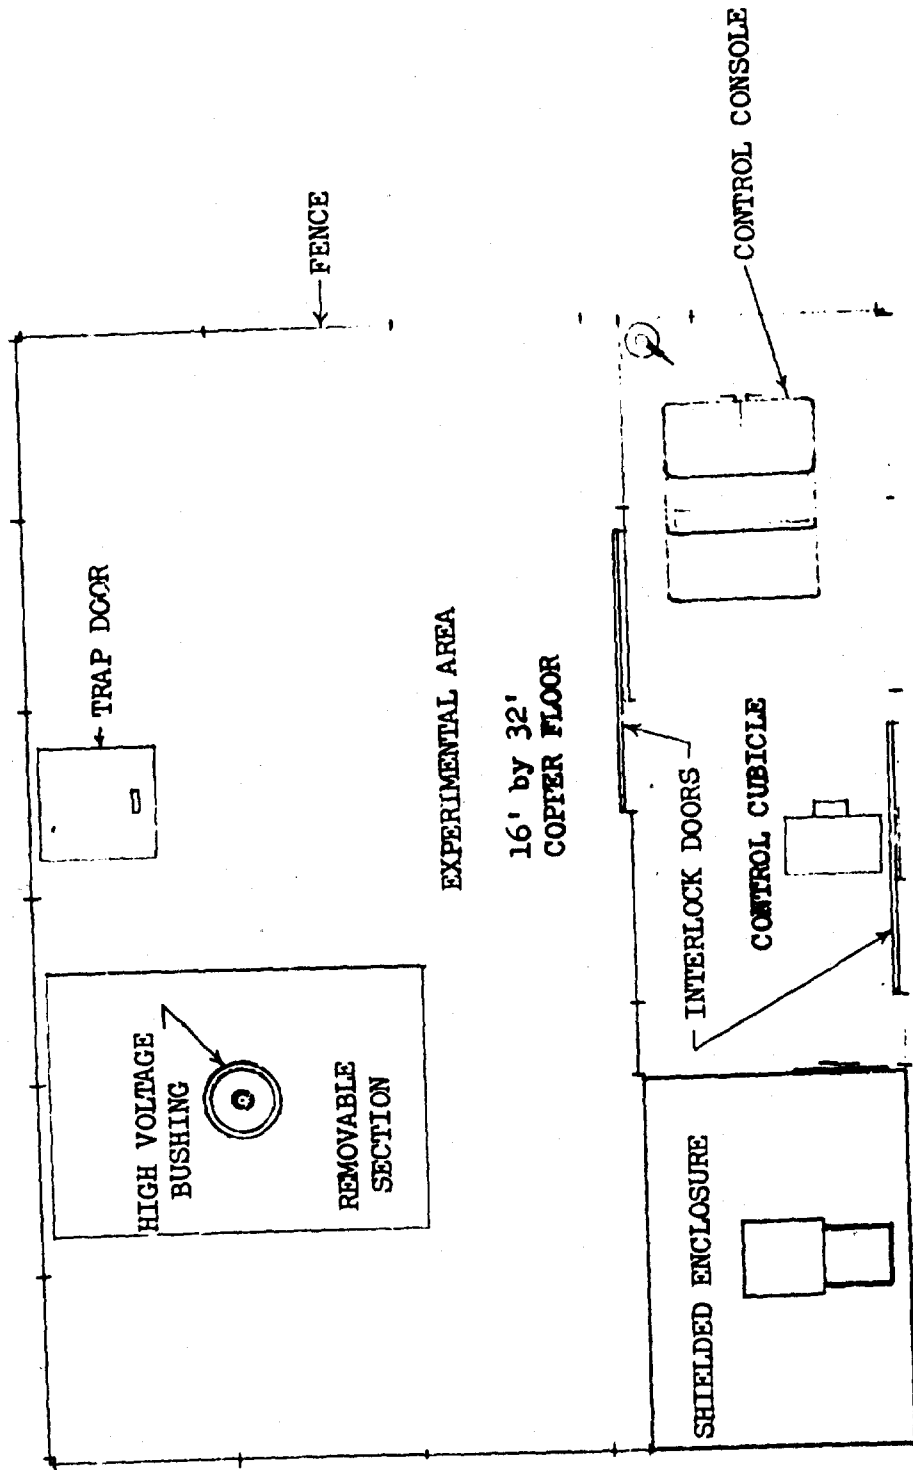 FENCE
CONTROL CONSOLE
TRAP DOOR
EXPERIMENTAL AREA
16' by 32'
COPPER FLOOR
INTERLOCK DOORS
CONTROL CUBICLE
HIGH VOLTAGE
BUSHING
REMOVABLE
SECTION
SHIELDED ENCLOSURE